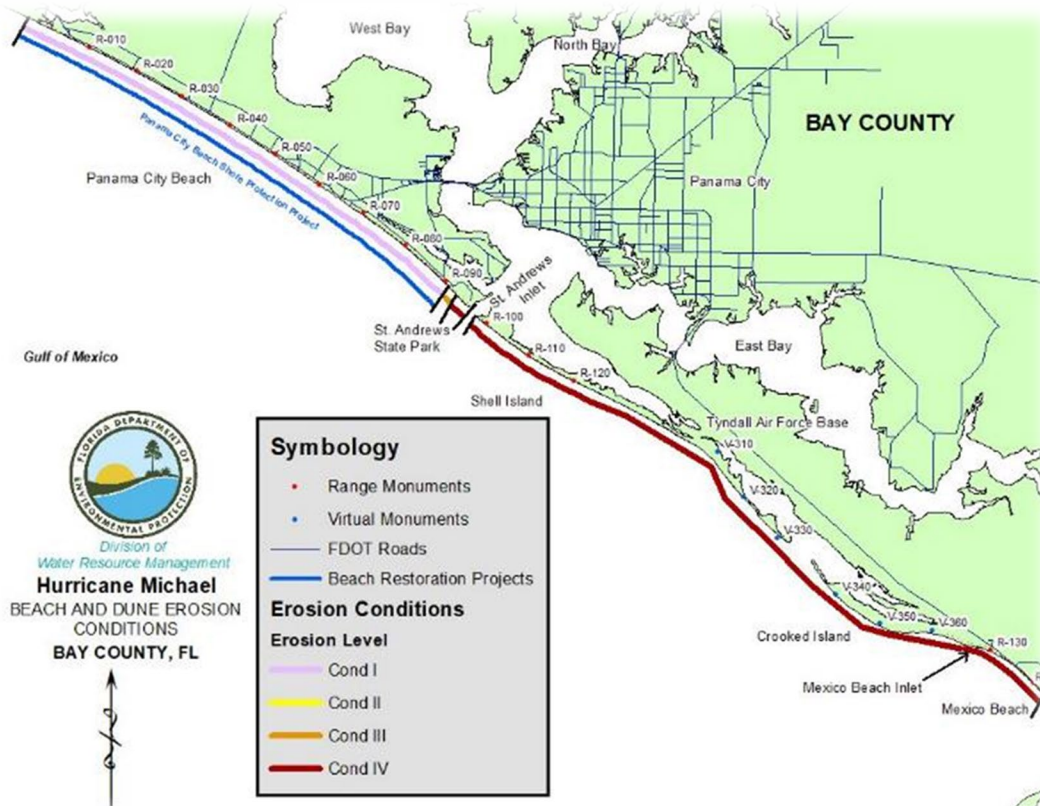 West Bay
North Bay
BAY COUNTY
R-010
R-020
R-030
R-040
R-050
R-060
R-070
R-080
R-090
Panama City Beach
Panama City Beach Shore Protection Project
Panama City
St. Andrews
Inlet
R-100
St. Andrews
State Park
R-110
East Bay
Gulf of Mexico
R-120
Shell Island
Tyndall Air Force Base
V-310
V-320
V-330
V-340
V-350
V-360
R-130
Crooked Island
Mexico Beach Inlet
Mexico Beach
FLORIDA DEPARTMENT OF
ENVIRONMENTAL PROTECTION
Division of
Water Resource Management
Hurricane Michael
BEACH AND DUNE EROSION
CONDITIONS
BAY COUNTY, FL
Symbology
Range Monuments
Virtual Monuments
FDOT Roads
Beach Restoration Projects
Erosion Conditions
Erosion Level
Cond I
Cond II
Cond III
Cond IV